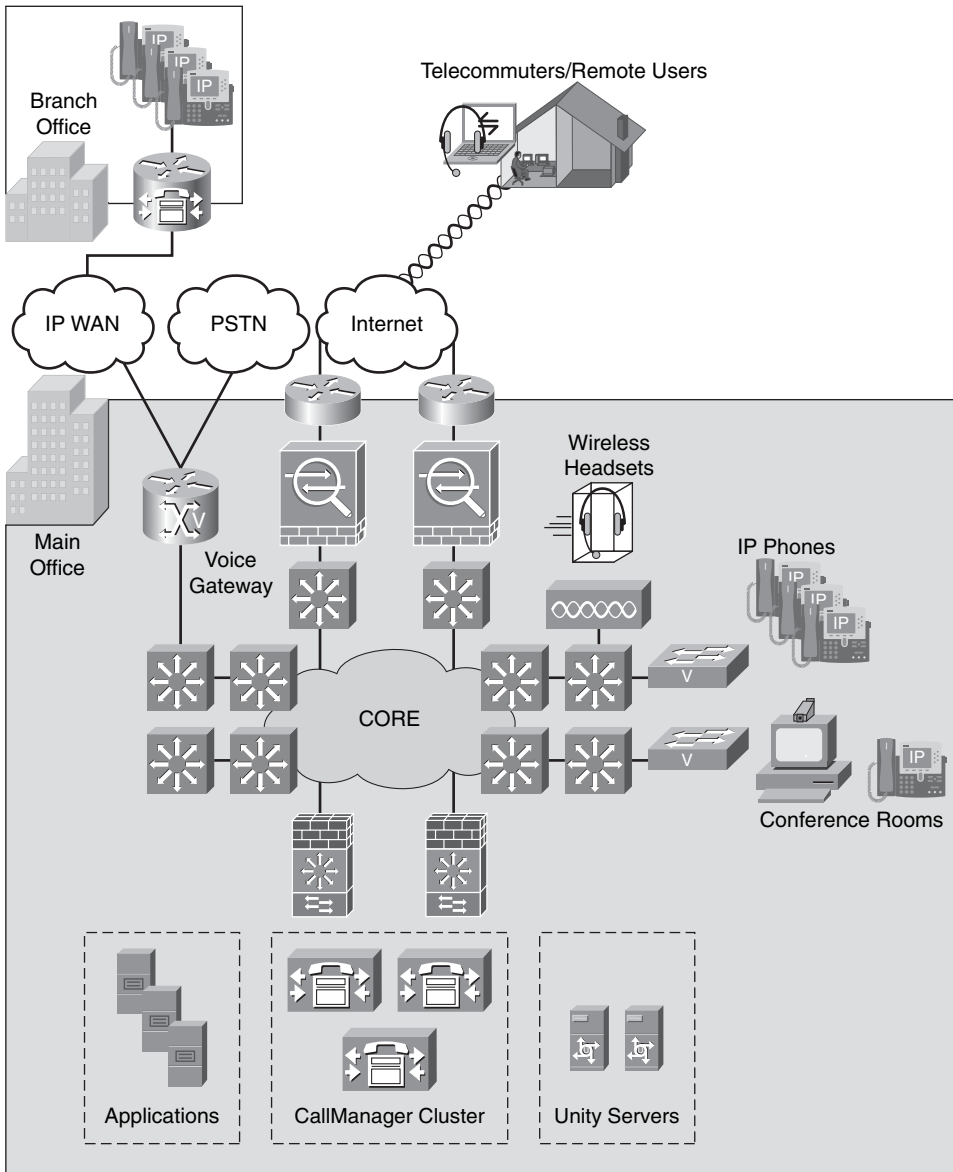 IP
IP
IP
Branch
Office
Telecommuters/Remote Users
IP WAN
PSTN
Internet
Main
Office
V
Voice
Gateway
Wireless
Headsets
IP Phones
IP
IP
IP
V
CORE
V
IP
Conference Rooms
Applications
CallManager Cluster
Unity Servers